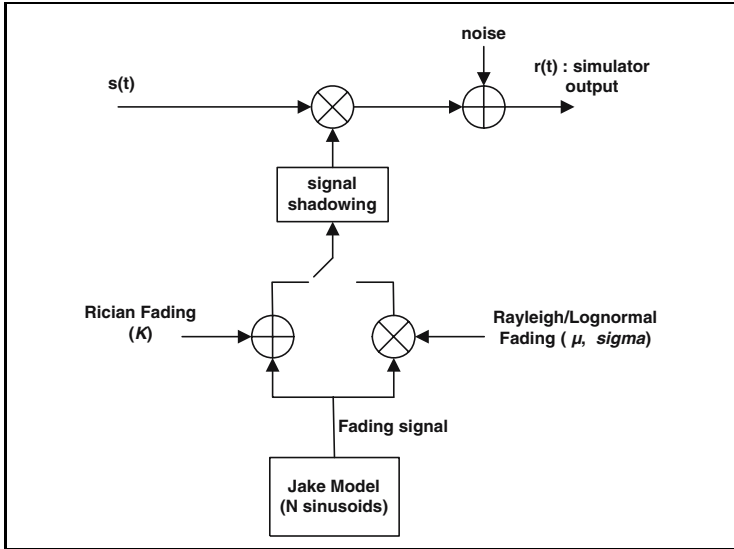 noise
s(t)
r(t) : simulator
output
signal
shadowing
Rician Fading
(K)
Rayleigh/Lognormal
Fading ( μ, sigma)
Fading signal
Jake Model
(N sinusoids)